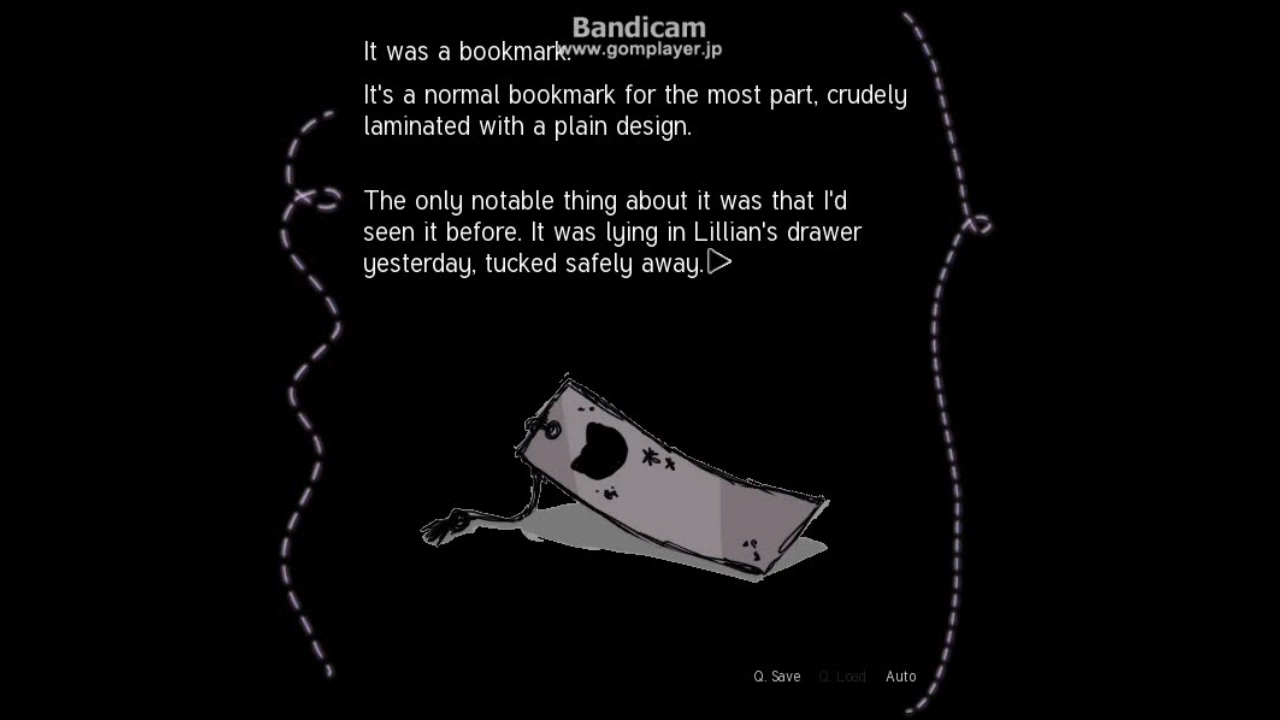 Bandicam
www.gomplayer.jp
It was a bookmark.
It's a normal bookmark for the most part, crudely
laminated with a plain design.
The only notable thing about it was that I'd
seen it before. It was lying in Lillian's drawer
yesterday, tucked safely away.
Q. Save Q. Load Auto